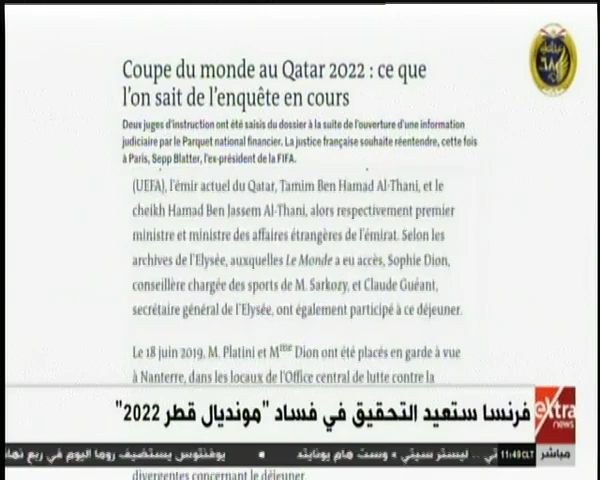 Coupe du monde au Qatar 2022 : ce que
l'on sait de l'enquête en cours
Deux juges d'instruction ont été saisis du dossier à la suite de l'ouverture d'une information
judiciaire par le Parquet national financier. La justice française souhaite réentendre, cette fois
à Paris, Sepp Blatter, l'ex-président de la FIFA.
(UEFA), l'émir actuel du Qatar, Tamim Ben Hamad Al-Thani, et le
cheikh Hamad Ben Jassem Al-Thani, alors respectivement premier
ministre et ministre des affaires étrangères de l'émirat. Selon les
archives de l'Elysée, auxquelles Le Monde a eu accès, Sophie Dion,
conseillère chargée des sports de M. Sarkozy, et Claude Guéant,
secrétaire général de l'Elysée, ont également participé à ce déjeuner.
Le 18 juin 2019, M. Platini et Mme Dion ont été placés en garde à vue
à Nanterre, dans les locaux de l'Office central de lutte contre la
فرنسا ستعيد التحقيق في فساد "مونديال قطر 2022"
eXtra
news
مباشر
11:49 CLT
ليستر سيتي » وست هام يونايتد
يوفنتوس يستضيف روما اليوم في ربع
divergentes concernant le déjeuner.